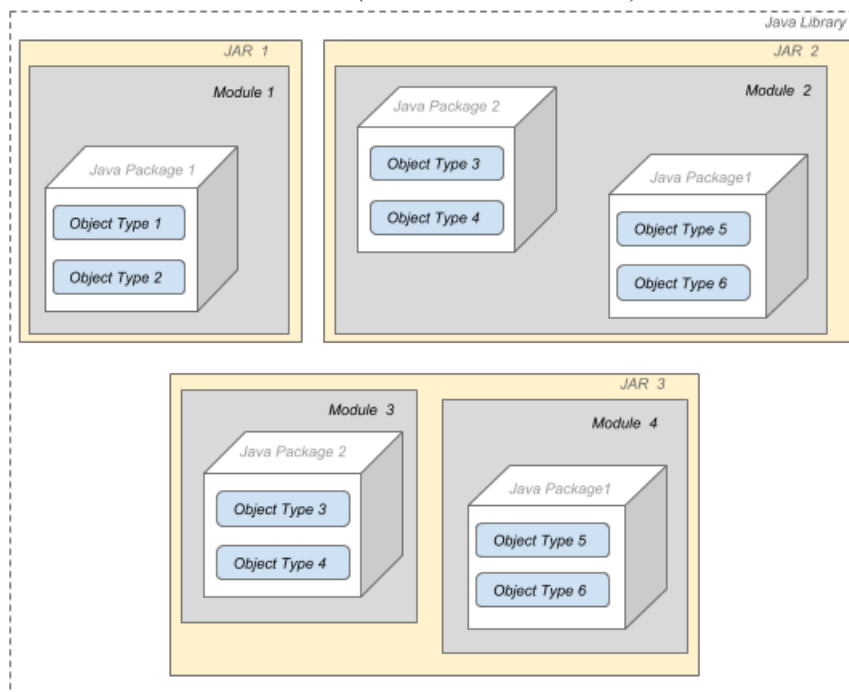 Java Library
JAR 1
Module 1
Java Package 1
Object Type 1
Object Type 2
JAR 2
Module 2
Java Package 2
Object Type 3
Object Type 4
Java Package1
Object Type 5
Object Type 6
JAR 3
Module 3
Java Package 2
Object Type 3
Object Type 4
Module 4
Java Package1
Object Type 5
Object Type 6